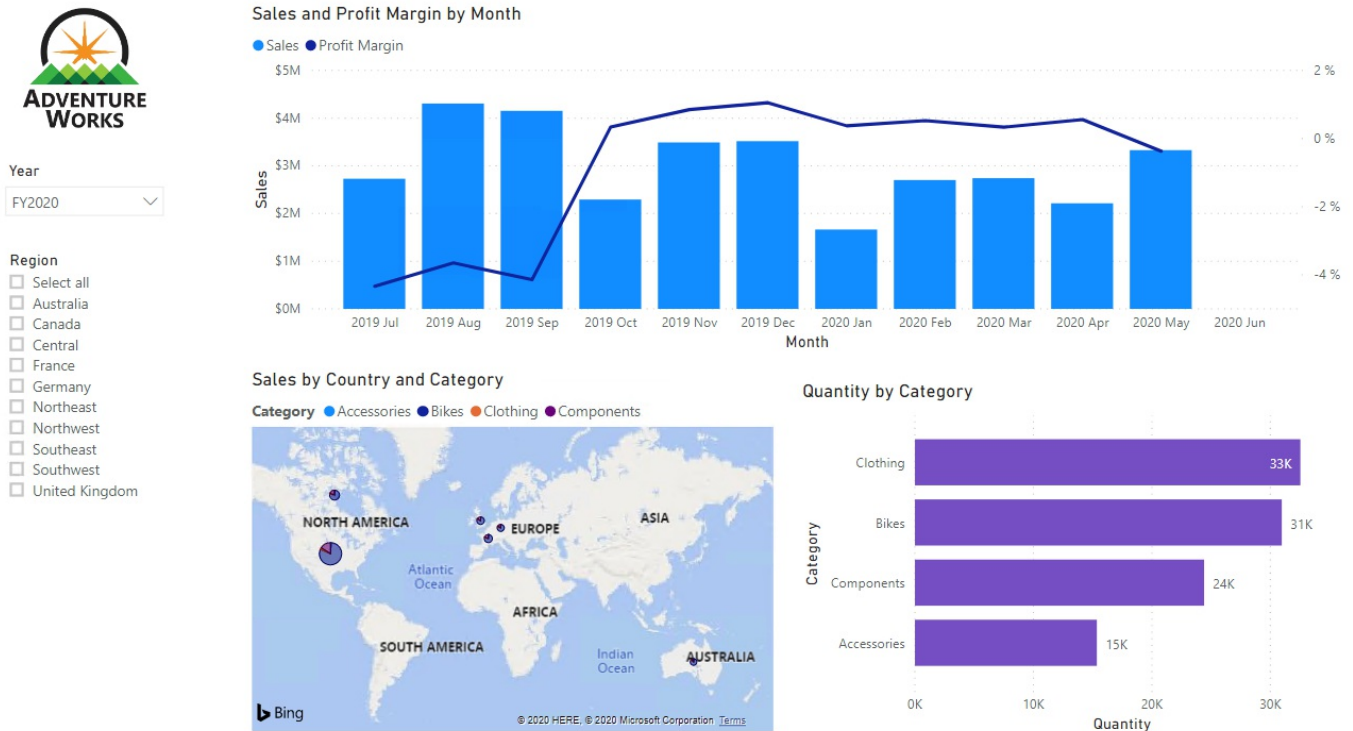 ADVENTURE
WORKS
Year
FY2020
Region
Select all
Australia
Canada
Central
France
Germany
Northeast
Northwest
Southeast
Southwest
United Kingdom
Sales and Profit Margin by Month
Sales Profit Margin
$5M
$4M
$3M
$2M
$1M
$0M
Sales
2 %
0 %
-2 %
-4 %
2019 Jul 2019 Aug 2019 Sep 2019 Oct 2019 Nov 2019 Dec 2020 Jan 2020 Feb 2020 Mar 2020 Apr 2020 May 2020 Jun
Month
Sales by Country and Category
Category Accessories Bikes Clothing Components
NORTH AMERICA
EUROPE
ASIA
Atlantic
Ocean
AFRICA
SOUTH AMERICA
Indian
Ocean
AUSTRALIA
Bing
© 2020 HERE, © 2020 Microsoft Corporation Terms
Quantity by Category
Category
Clothing 33K
Bikes 31K
Components 24K
Accessories 15K
0K 10K 20K 30K
Quantity